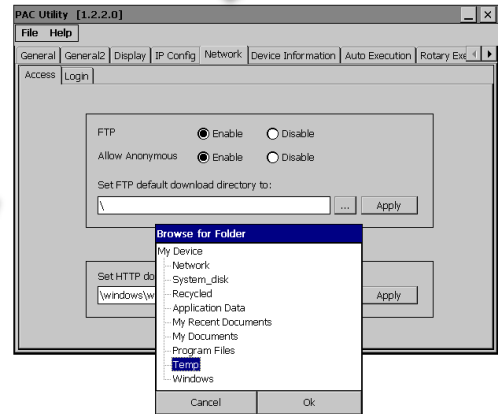 PAC Utility [1.2.2.0]
File Help
General General2 Display IP Config Network Device Information Auto Execution Rotary Exe
Access Login
FTP Enable Disable
Allow Anonymous Enable Disable
Set FTP default download directory to:
\ ... Apply
Browse for Folder
My Device
Network
System_disk
Recycled
Application Data
My Recent Documents
My Documents
Program Files
Temp
Windows
Cancel Ok
Set HTTP do
\windows\w Apply